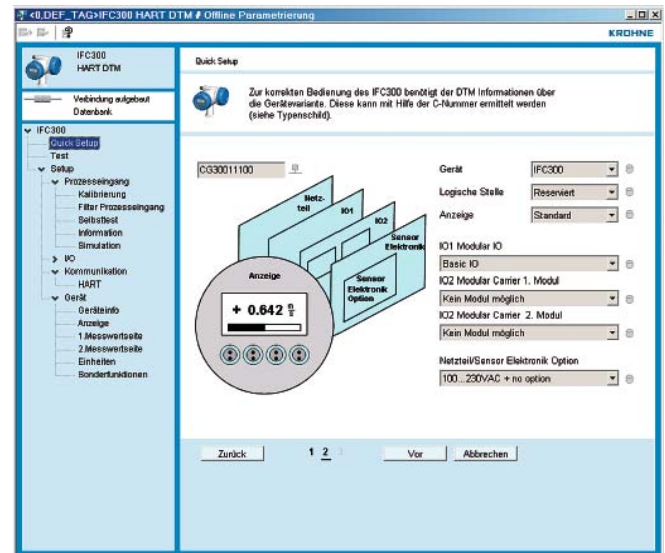 <0,DEF_TAG>IFC300 HART DTM # Offline Parametrierung
KROHNE
IFC300
HART DTM
Verbindung aufgebaut
Datenbank
IFC300
Quick Setup
Test
Setup
Prozesseingang
Kalibrierung
Filter Prozesseingang
Selbsttest
Information
Simulation
I/O
Kommunikation
HART
Gerät
Geräteinfo
Anzeige
1.Messwertseite
2.Messwertseite
Einheiten
Sonderfunktionen
Quick Setup
Zur korrekten Bedienung des IFC300 benötigt der DTM Informationen über
die Gerätevariante. Diese kann mit Hilfe der C-Nummer ermittelt werden
(siehe Typenschild).
CG30011100
Netz-
teil
IO1
IO2
Sensor
Elektronik
Sensor
Elektronik
Option
Anzeige
+ 0.642 m/s
Gerät IFC300
Logische Stelle Reserviert
Anzeige Standard
IO1 Modular IO
Basic IO
IO2 Modular Carrier 1. Modul
Kein Modul möglich
IO2 Modular Carrier 2. Modul
Kein Modul möglich
Netzteil/Sensor Elektronik Option
100...230VAC + no option
Zurück 1 2 3 Vor Abbrechen